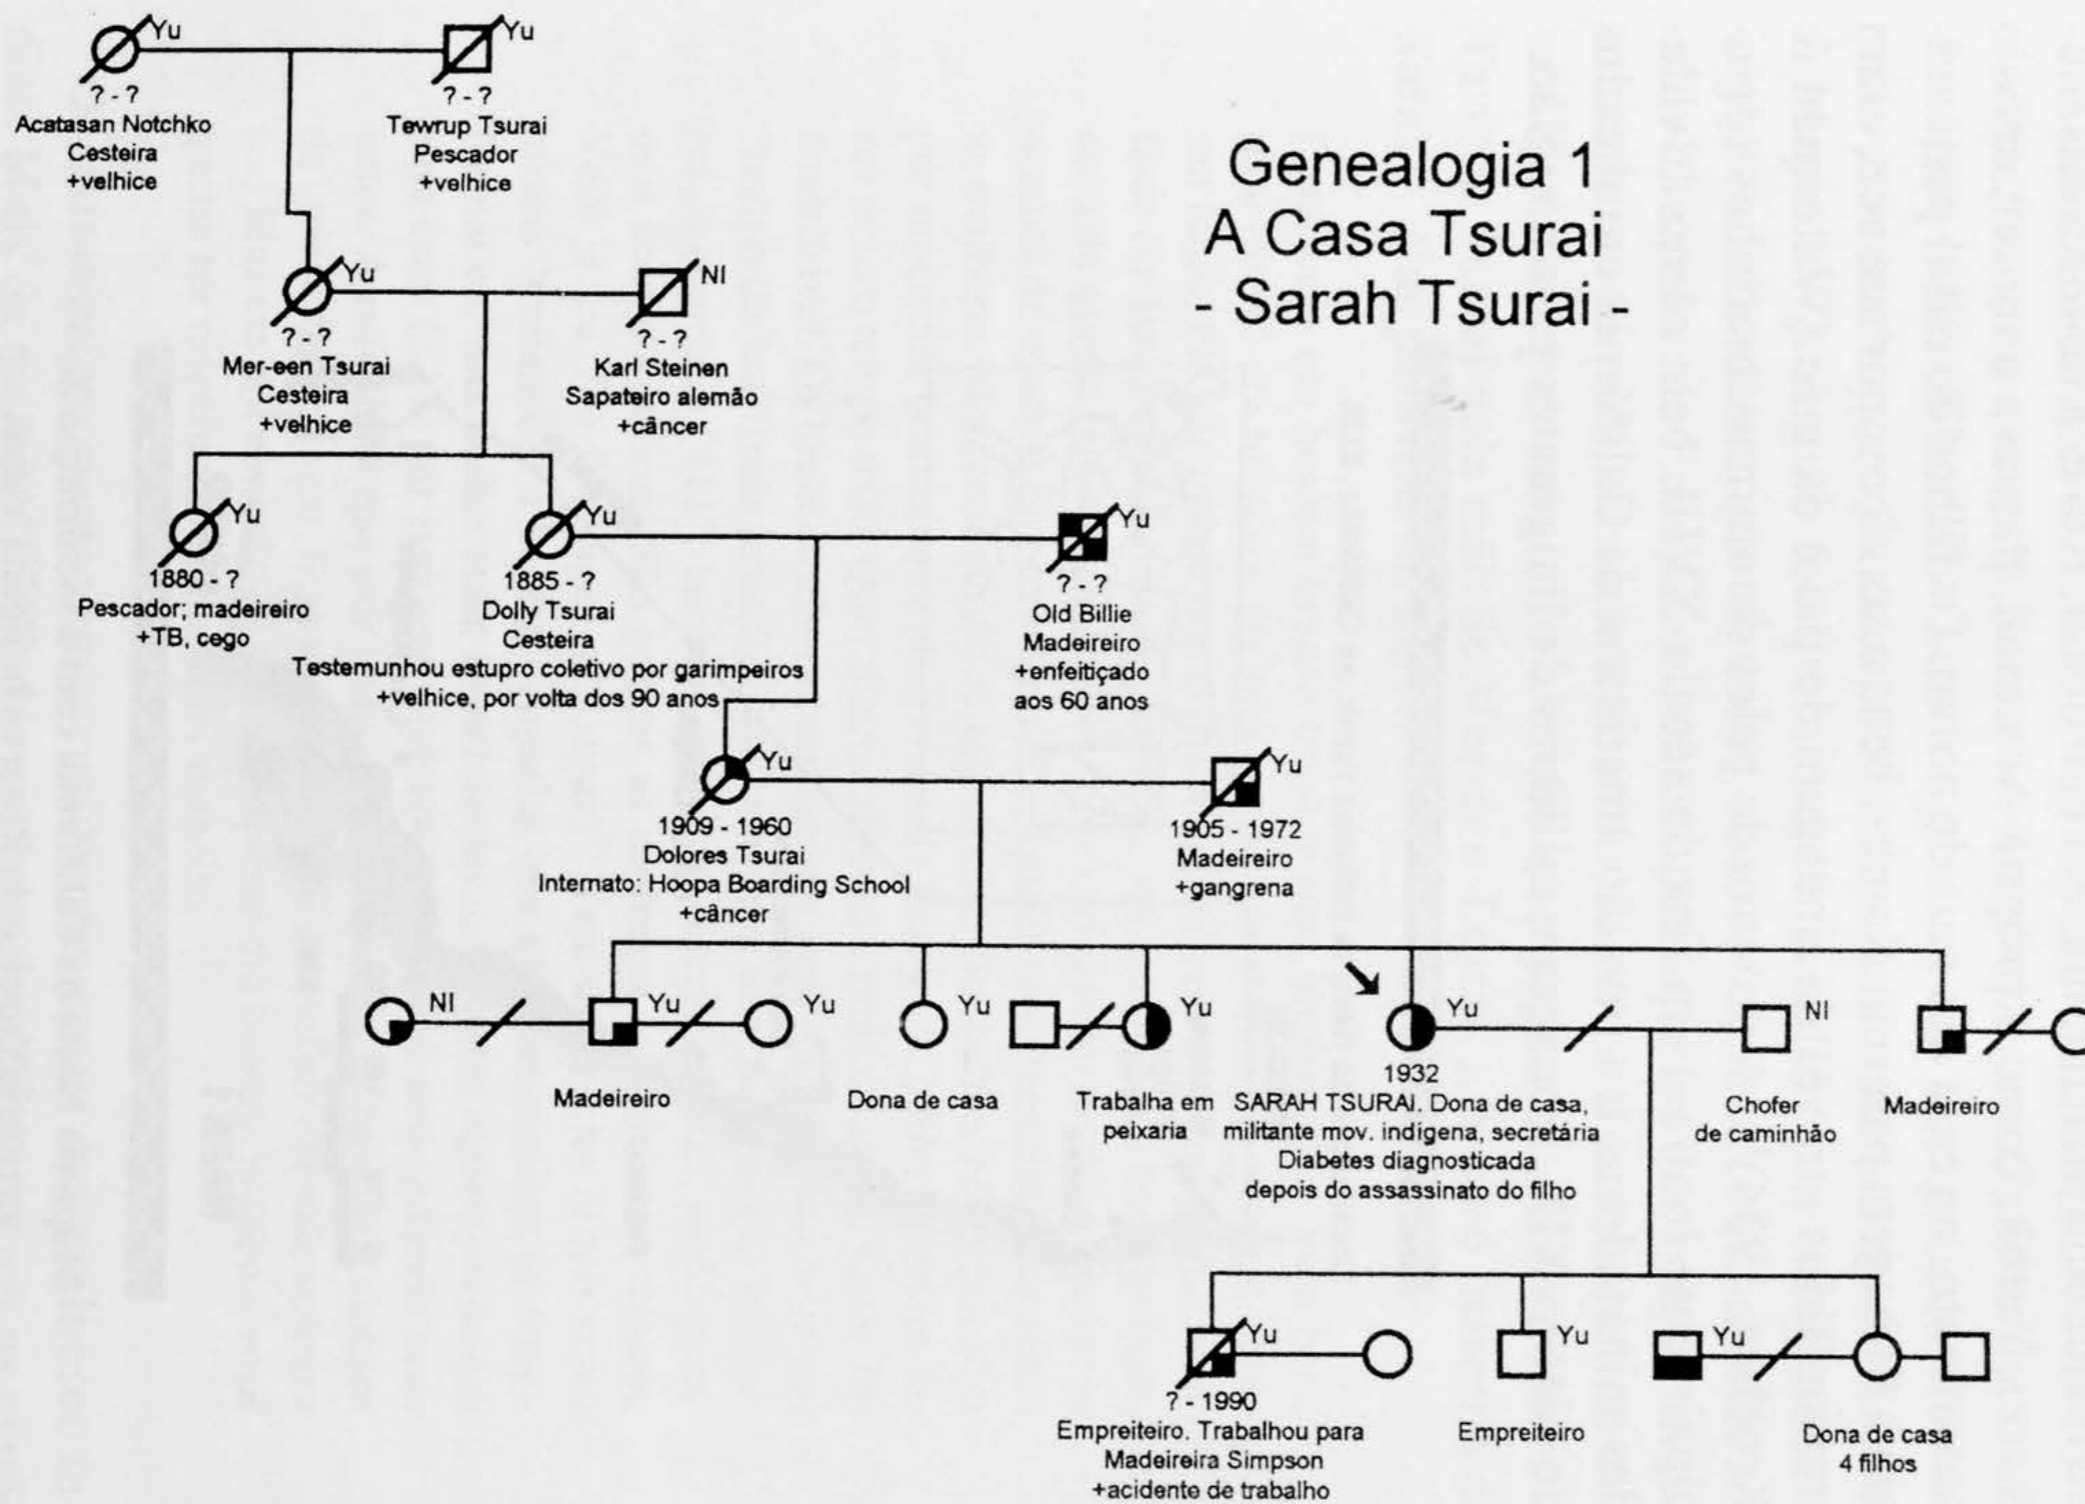 Yu
Yu
? - ?
Acatasan Notchko
Cesteira
+velhice
? - ?
Tewrup Tsurai
Pescador
+velhice
Genealogia 1
A Casa Tsurai
- Sarah Tsurai -
Yu
NI
? - ?
Mer-een Tsurai
Cesteira
+velhice
? - ?
Karl Steinen
Sapateiro alemão
+câncer
Yu
Yu
Yu
1880 - ?
Pescador; madeireiro
+TB, cego
1885 - ?
Dolly Tsurai
Cesteira
Testemunhou estupro coletivo por garimpeiros
+velhice, por volta dos 90 anos
? - ?
Old Billie
Madeireiro
+enfeitiçado
aos 60 anos
Yu
Yu
1909 - 1960
Dolores Tsurai
Internato: Hoopa Boarding School
+câncer
1905 - 1972
Madeireiro
+gangrena
NI
Yu
Yu
Yu
Yu
Yu
NI
Madeireiro
Dona de casa
Trabalha em
peixaria
1932
SARAH TSURAI. Dona de casa,
militante mov. indígena, secretária
Diabetes diagnosticada
depois do assassinato do filho
Chofer
de caminhão
Madeireiro
Yu
Yu
Yu
? - 1990
Empreiteiro. Trabalhou para
Madeireira Simpson
+acidente de trabalho
Empreiteiro
Dona de casa
4 filhos